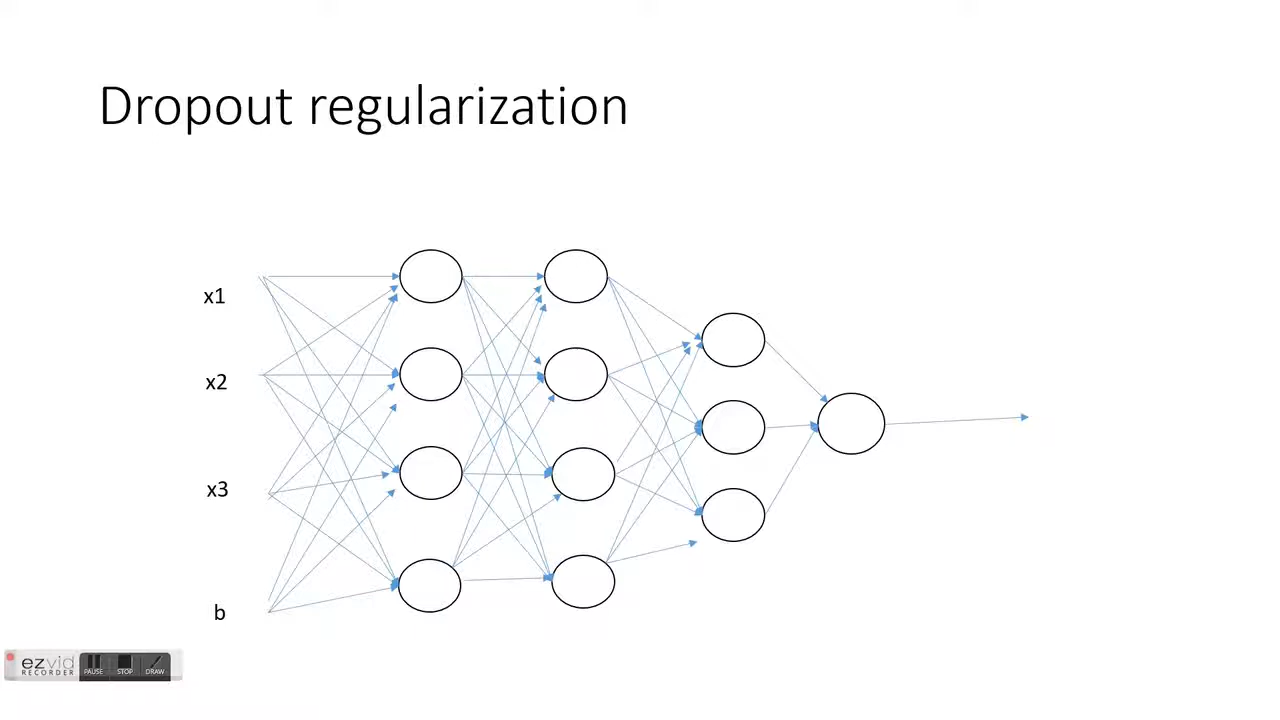 Dropout regularization
x1
x2
x3
b
ezvid
RECORDER
PAUSE
STOP
DRAW